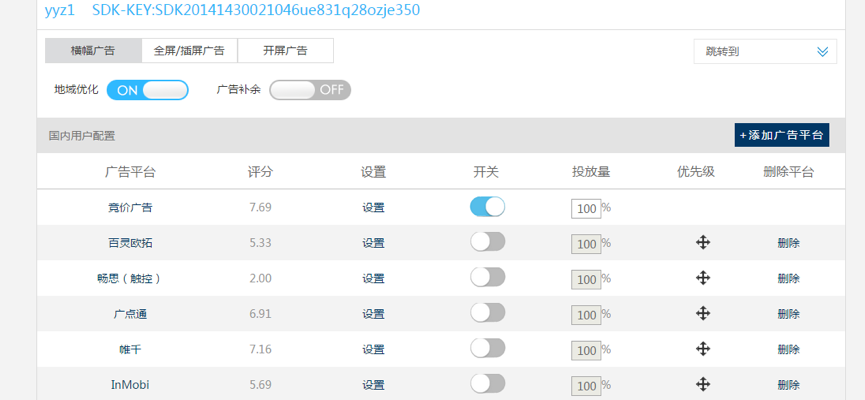 yyz1 SDK-KEY:SDK20141430021046ue831q28ozje350
横幅广告 全屏/插屏广告 开屏广告 跳转到
地域优化 ON 广告补余 OFF
国内用户配置 +添加广告平台
广告平台 评分 设置 开关 投放量 优先级 删除平台
竞价广告 7.69 设置 100 %
百灵欧拓 5.33 设置 100 % 删除
畅思（触控） 2.00 设置 100 % 删除
广点通 6.91 设置 100 % 删除
帷千 7.16 设置 100 % 删除
InMobi 5.69 设置 100 % 删除